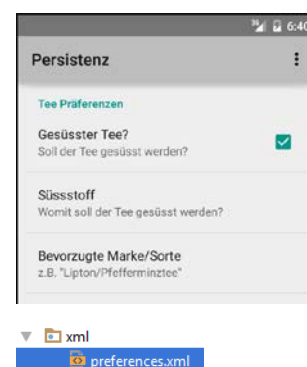 36 6:40
Persistenz
Tee Präferenzen
Gesüsster Tee?
Soll der Tee gesüsst werden?
Süssstoff
Womit soll der Tee gesüsst werden?
Bevorzugte Marke/Sorte
z.B. "Lipton/Pfefferminztee"
xml
preferences.xml